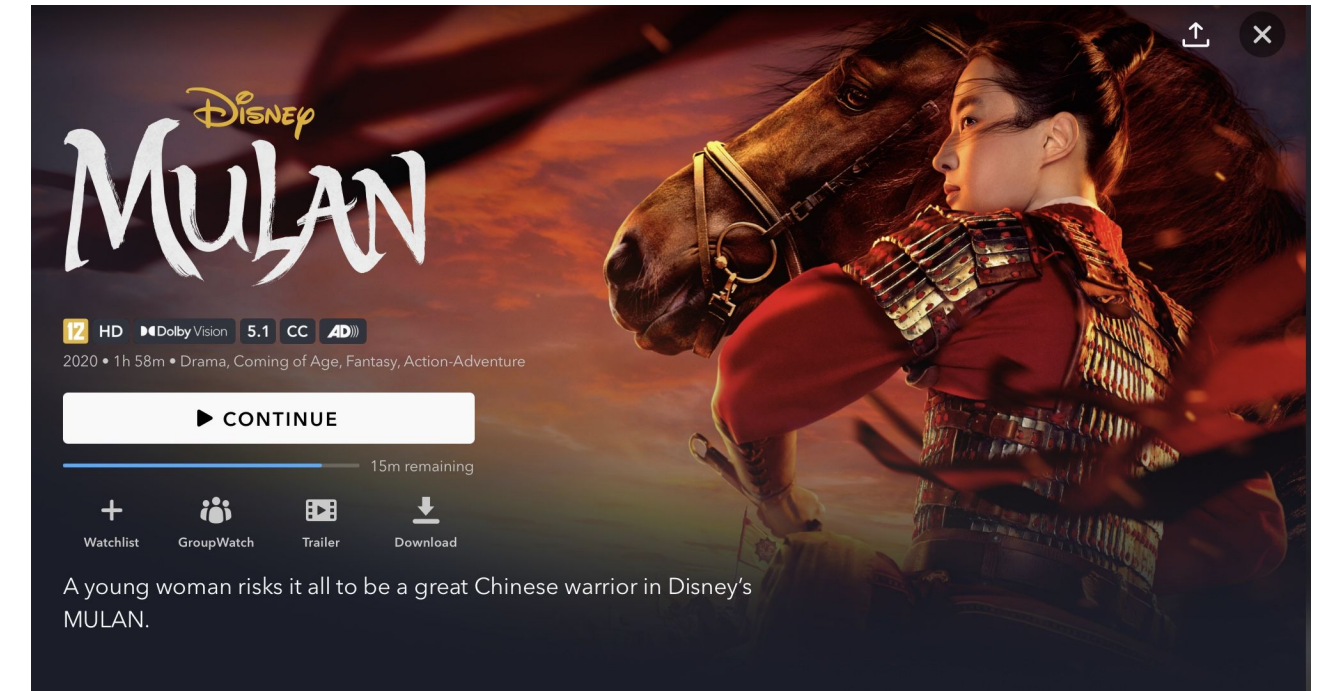 Disney
MULAN
12 HD Dolby Vision 5.1 CC AD
2020 • 1h 58m • Drama, Coming of Age, Fantasy, Action-Adventure
CONTINUE
15m remaining
Watchlist GroupWatch Trailer Download
A young woman risks it all to be a great Chinese warrior in Disney’s
MULAN.